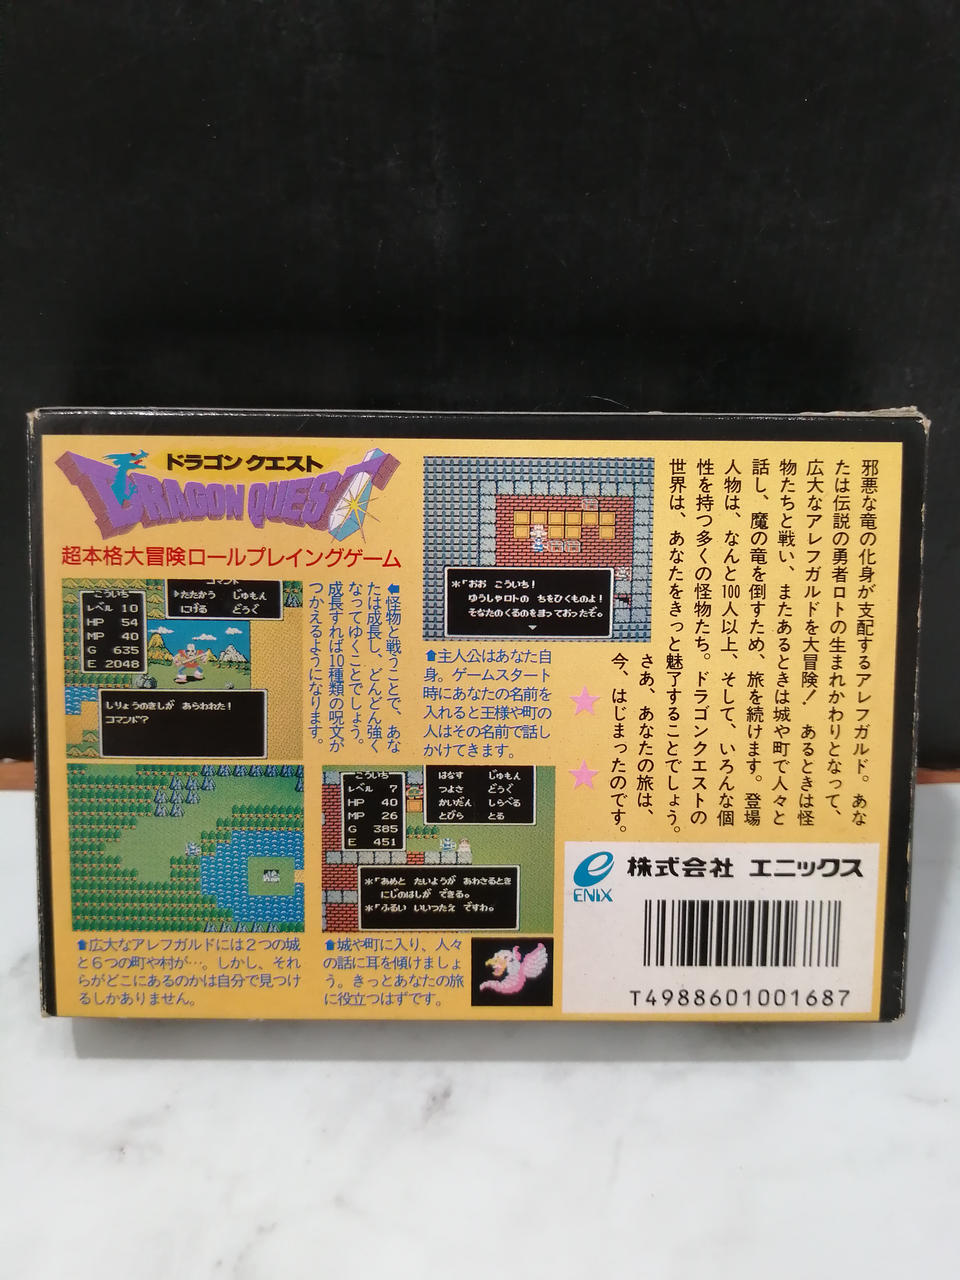 ドラゴン クエスト
DRAGON QUEST
超本格大冒険ロールプレイングゲーム
コマンド
こういち
レベル 10
HP 54
MP 40
G 635
E 2048
▶たたかう じゅもん
にげる どうぐ
しりょうのきしが あらわれた!
コマンド?
⬅怪物と戦うことで、あな
たは成長し、どんどん強く
なってゆくことでしょう。
成長すれば10種類の呪文が
つかえるようになります。
*「おお こういち!
ゆうしゃロトの ちをひくものよ!
そなたのくるのをまっておったぞ。
⬆主人公はあなた自
身。ゲームスタート
時にあなたの名前を
入れると王様や町の
人はその名前で話し
かけてきます。
⬆広大なアレフガルドには2つの城
と6つの町や村が…。しかし、それ
らがどこにあるのかは自分で見つけ
るしかありません。
こういち
レベル 7
HP 40
MP 26
G 385
E 451
はなす じゅもん
つよさ どうぐ
かいだん しらべる
とびら とる
*「あめと たいようが あわさるとき
にじのはしが できる。
*「ふるい いいつたえ ですわ。
⬆城や町に入り、人々
の話に耳を傾けましょ
う。きっとあなたの旅
に役立つはずです。
邪悪な竜の化身が支配するアレフガルド。あな
たは伝説の勇者ロトの生まれかわりとなって、
広大なアレフガルドを大冒険! あるときは怪
物たちと戦い、またあるときは城や町で人々と
話し、魔の竜を倒すため、旅を続けます。登場
人物は、なんと100人以上、そして、いろんな個
性を持つ多くの怪物たち。ドラゴンクエストの
世界は、あなたをきっと魅了することでしょう。
さあ、あなたの旅は、
今、はじまったのです。
e
ENIX
株式会社 エニックス
T4988601001687